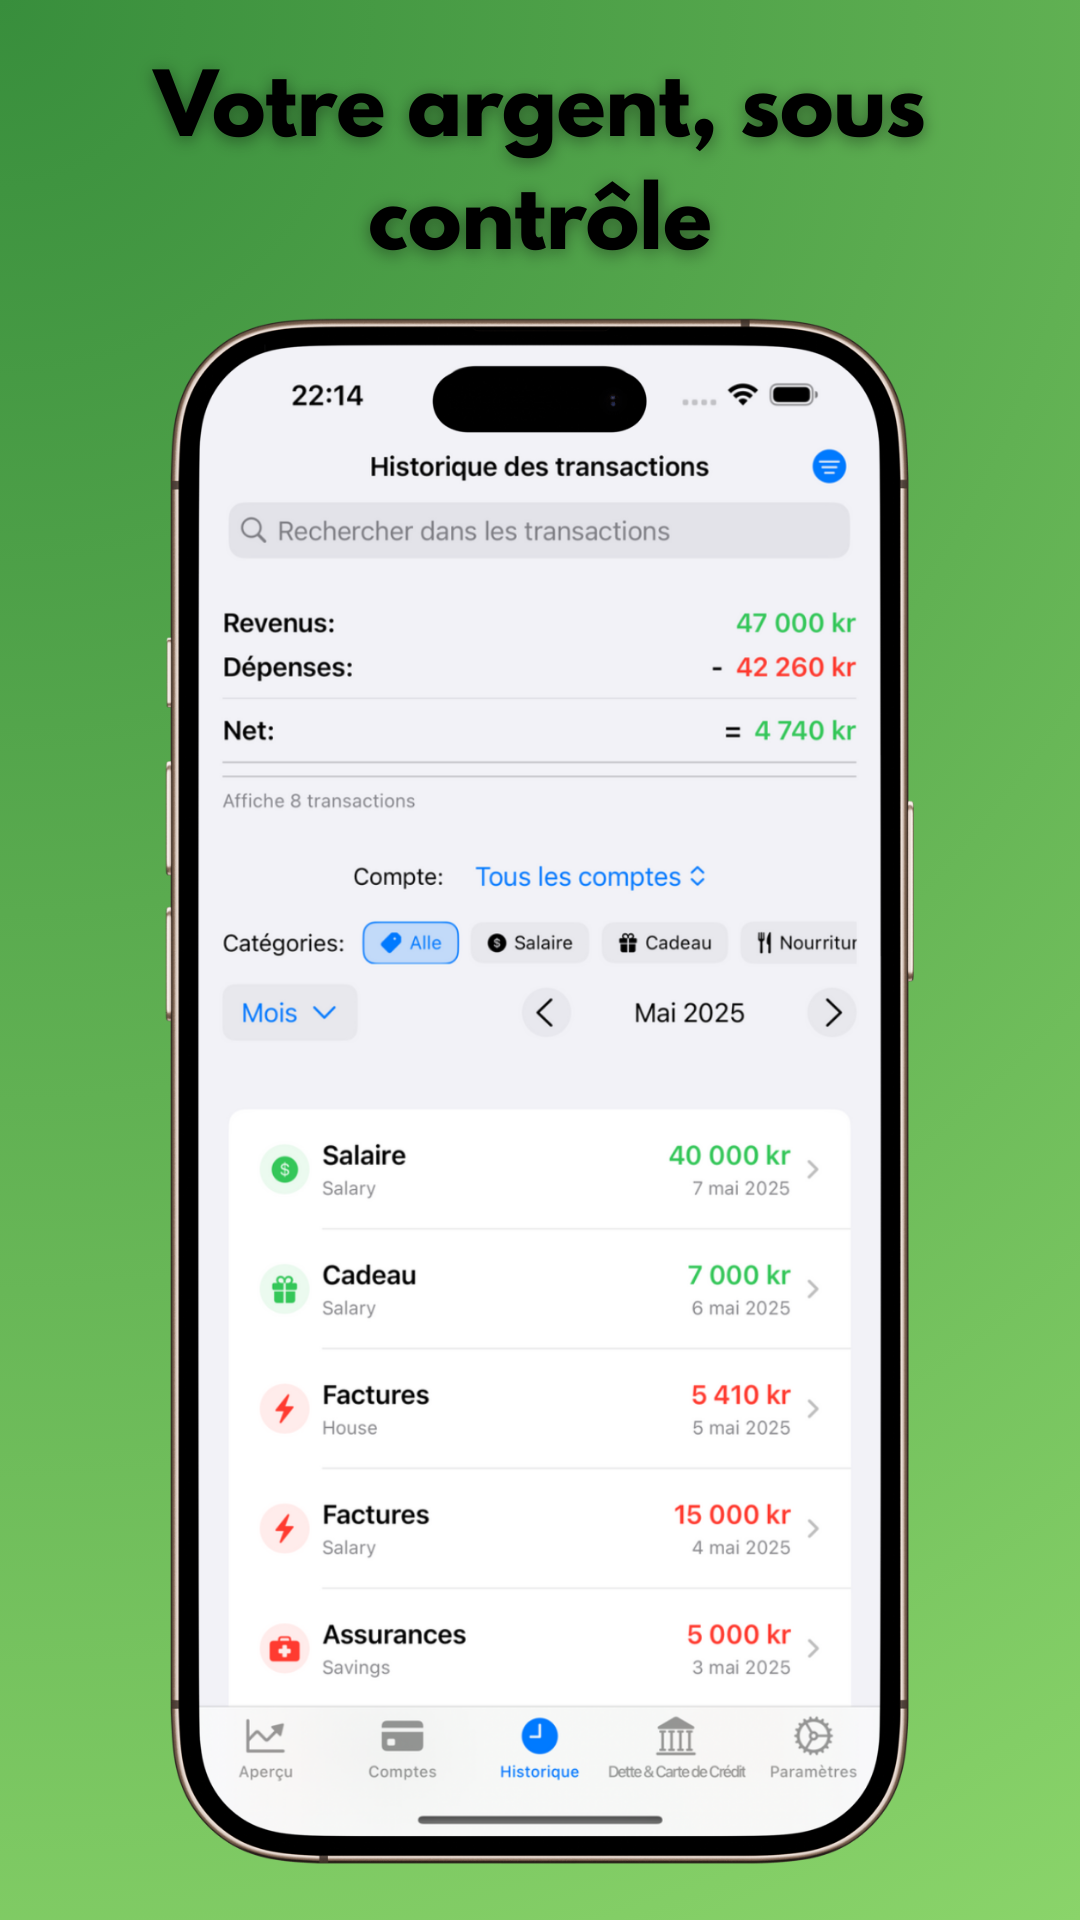 Votre argent, sous
contrôle
22:14
Historique des transactions
Rechercher dans les transactions
Revenus: 47 000 kr
Dépenses: - 42 260 kr
Net: = 4 740 kr
Affiche 8 transactions
Compte: Tous les comptes
Catégories: Alle Salaire Cadeau Nourritur
Mois Mai 2025
Salaire 40 000 kr
Salary 7 mai 2025
Cadeau 7 000 kr
Salary 6 mai 2025
Factures 5 410 kr
House 5 mai 2025
Factures 15 000 kr
Salary 4 mai 2025
Assurances 5 000 kr
Savings 3 mai 2025
Aperçu Comptes Historique Dette & Carte de Crédit Paramètres